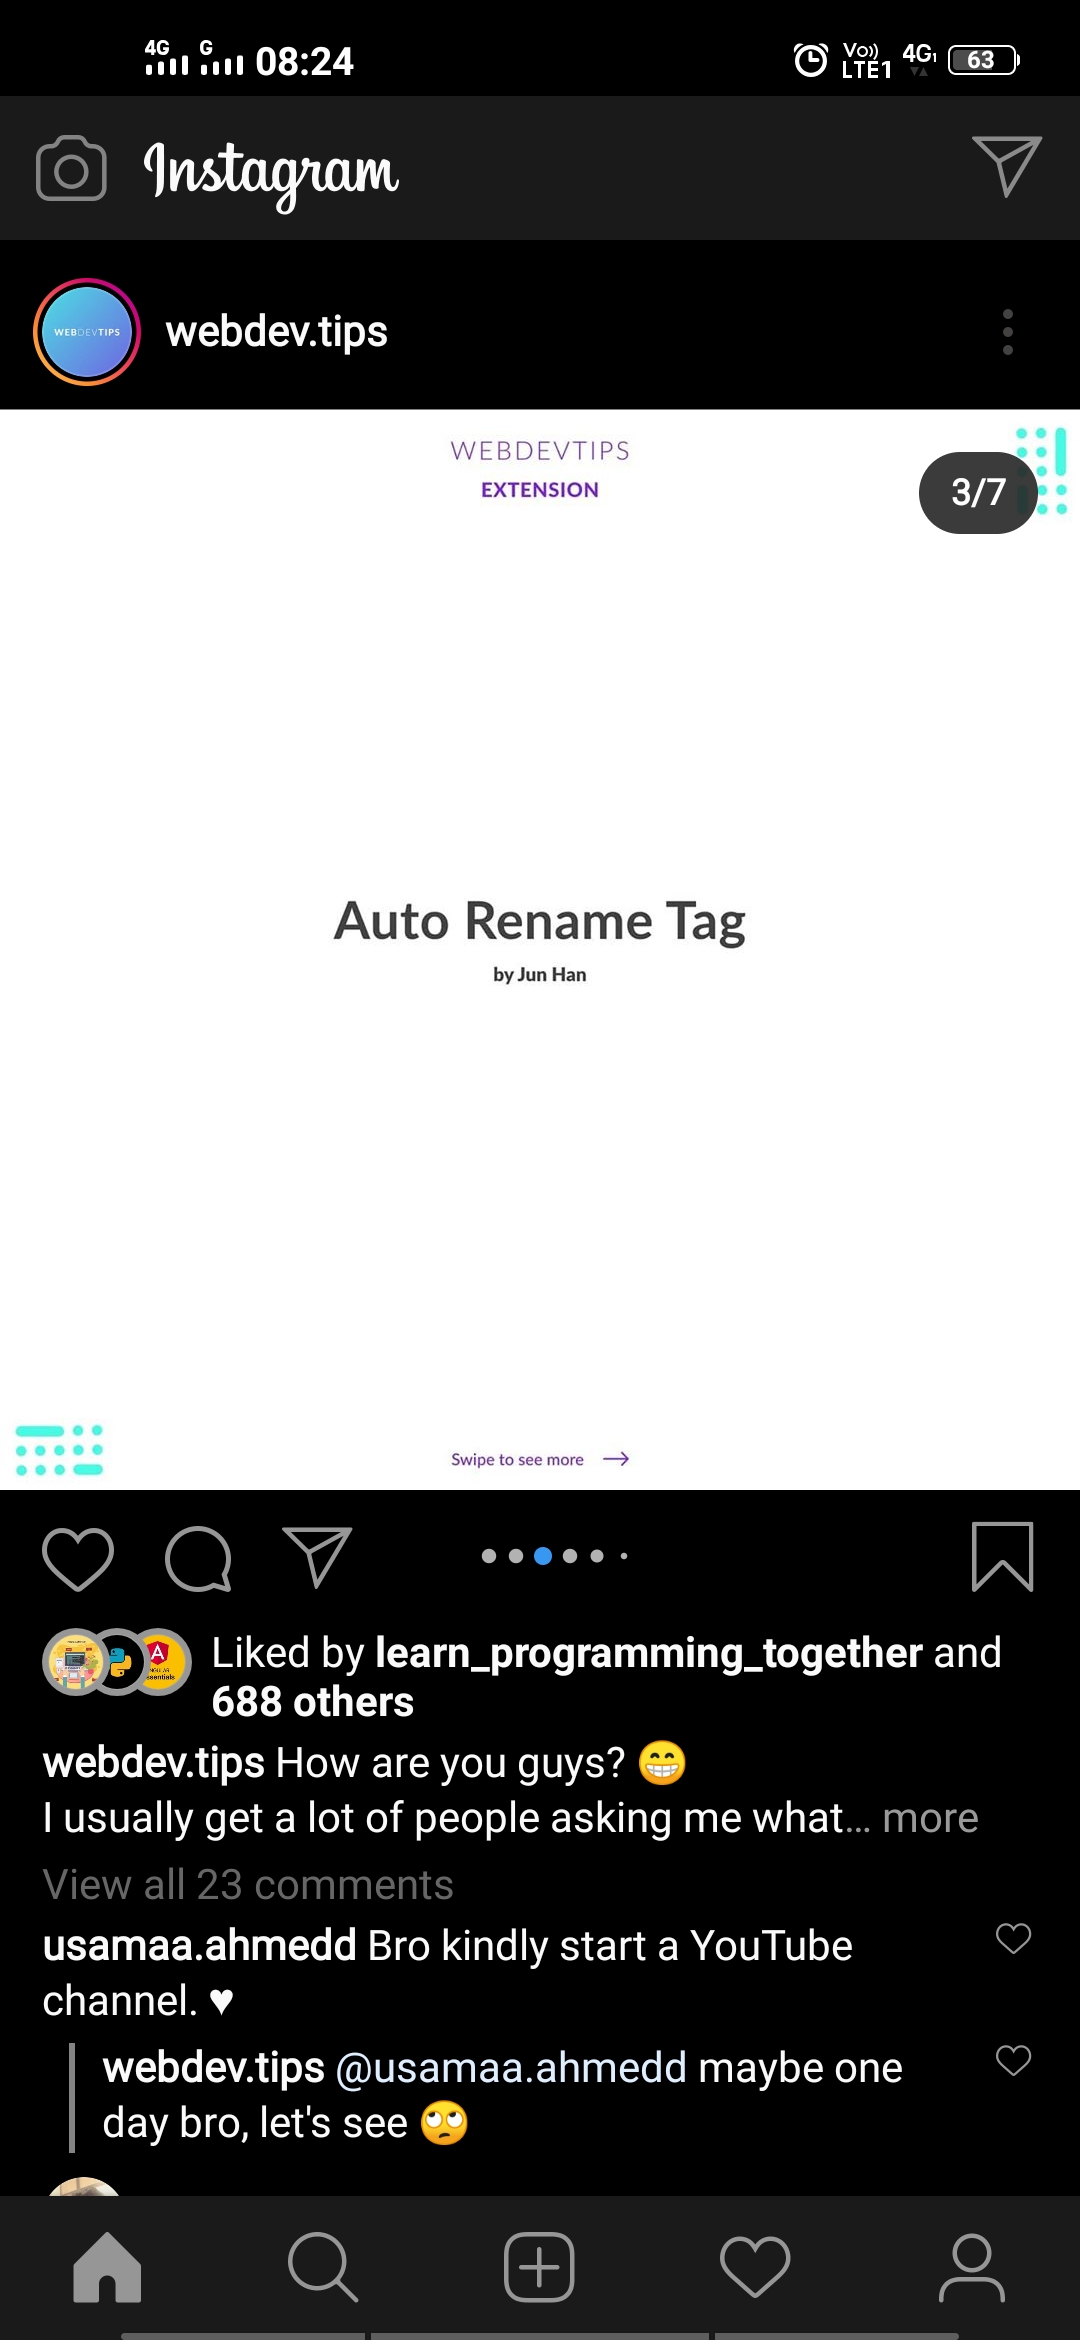 4G G 08:24 Vo)) LTE1 4G1 63
Instagram
WEBDEVTIPS webdev.tips
WEBDEVTIPS
EXTENSION
3/7
Auto Rename Tag
by Jun Han
Swipe to see more →
Liked by learn_programming_together and
688 others
webdev.tips How are you guys? 😁
I usually get a lot of people asking me what... more
View all 23 comments
usamaa.ahmedd Bro kindly start a YouTube
channel. ♥
webdev.tips @usamaa.ahmedd maybe one
day bro, let's see 🙄